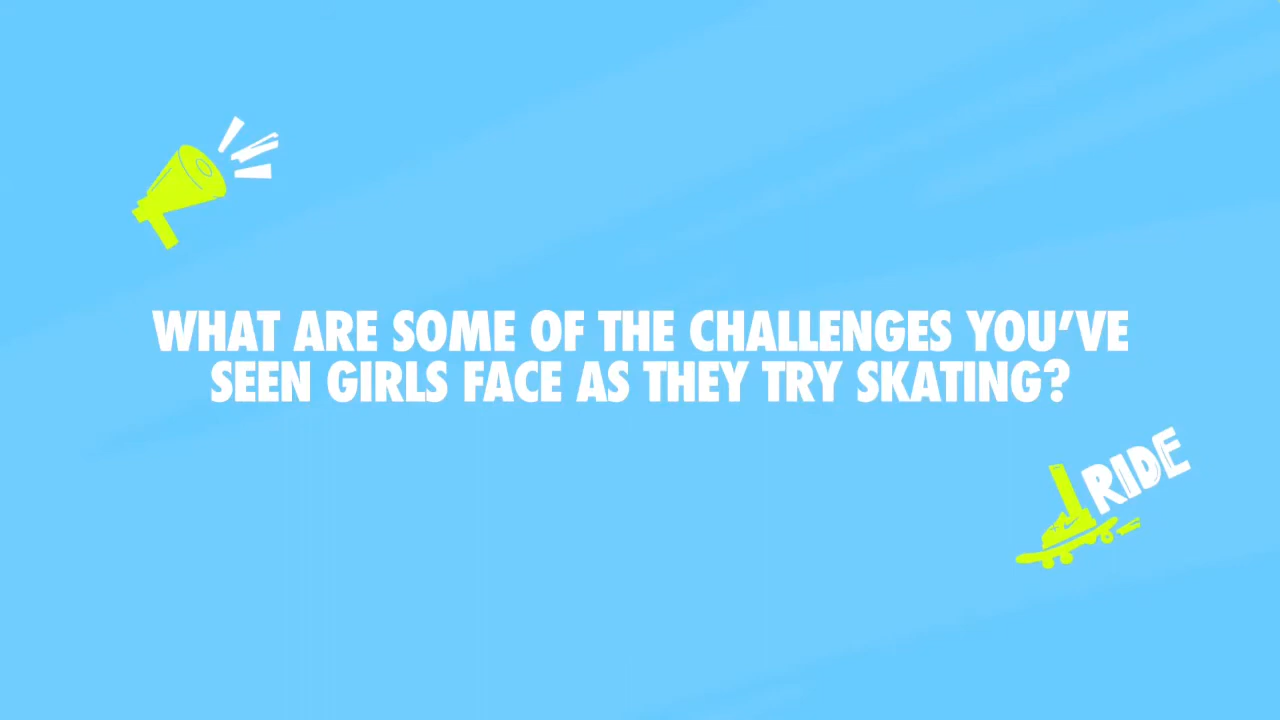 WHAT ARE SOME OF THE CHALLENGES YOU'VE
SEEN GIRLS FACE AS THEY TRY SKATING?
RIDE